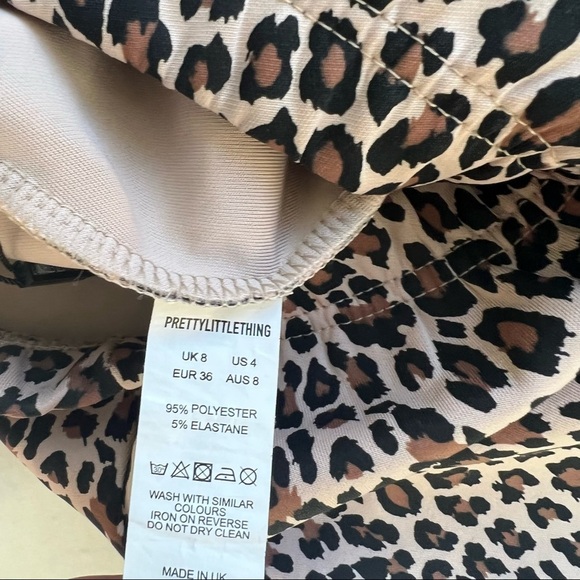 PRETTYLITTLETHING
UK 8 US 4
EUR 36 AUS 8
95% POLYESTER
5% ELASTANE
WASH WITH SIMILAR
COLOURS
IRON ON REVERSE
DO NOT DRY CLEAN
MADE IN UK